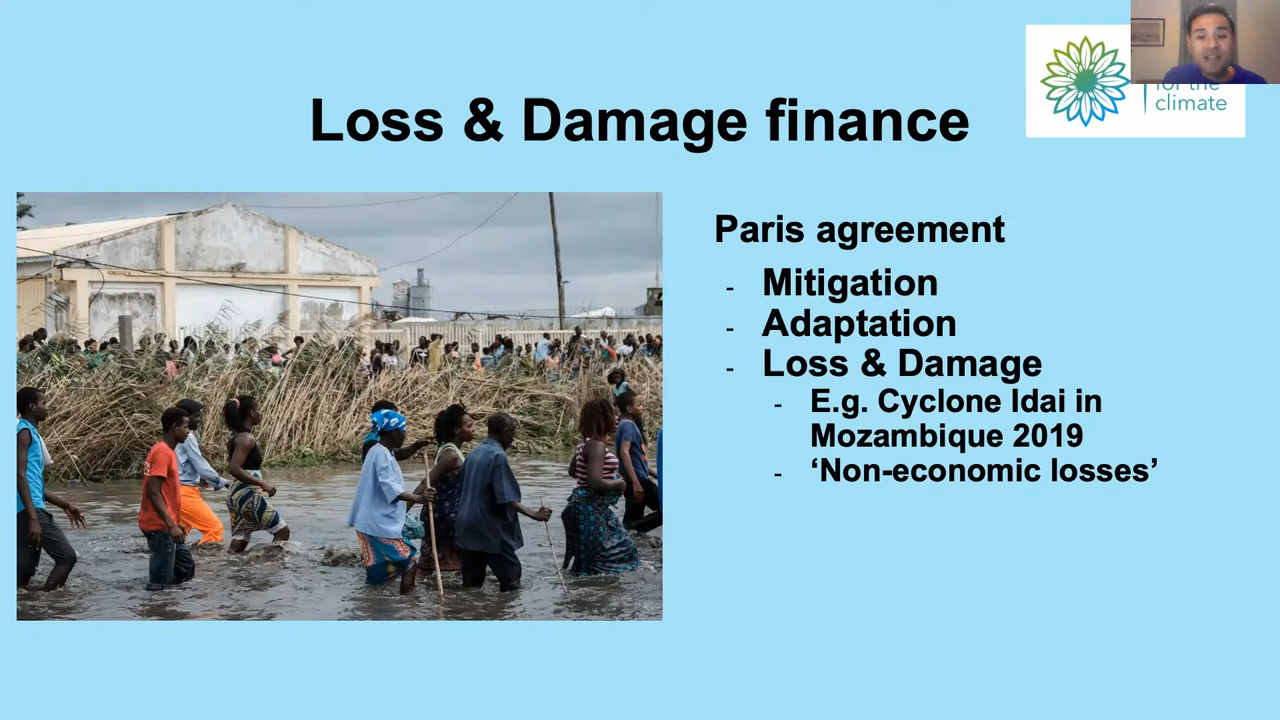 Loss & Damage finance
for the
climate
Paris agreement
- Mitigation
- Adaptation
- Loss & Damage
- E.g. Cyclone Idai in
Mozambique 2019
- ‘Non-economic losses’